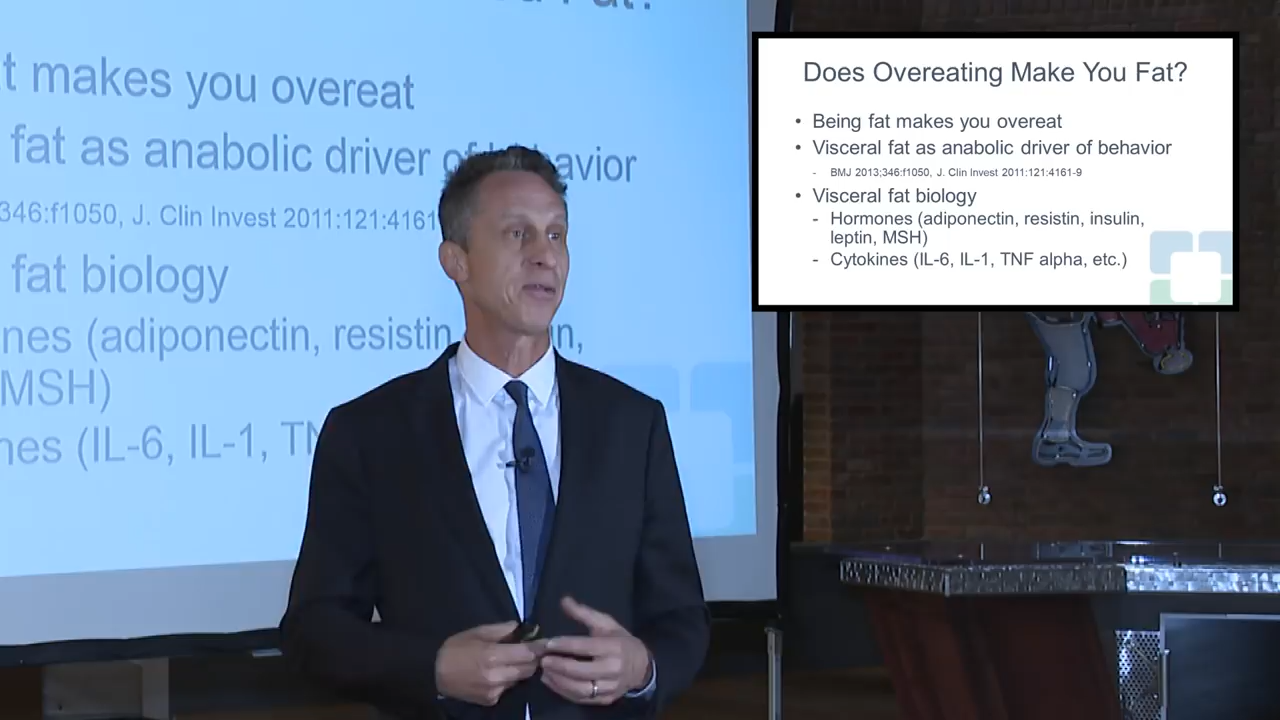 t makes you overeat
fat as anabolic driver of behavior
346:f1050, J. Clin Invest 2011:121:4161
fat biology
nes (adiponectin, resistin, in,
MSH)
nes (IL-6, IL-1, TN
Does Overeating Make You Fat?
• Being fat makes you overeat
• Visceral fat as anabolic driver of behavior
- BMJ 2013;346:f1050, J. Clin Invest 2011:121:4161-9
• Visceral fat biology
- Hormones (adiponectin, resistin, insulin,
leptin, MSH)
- Cytokines (IL-6, IL-1, TNF alpha, etc.)